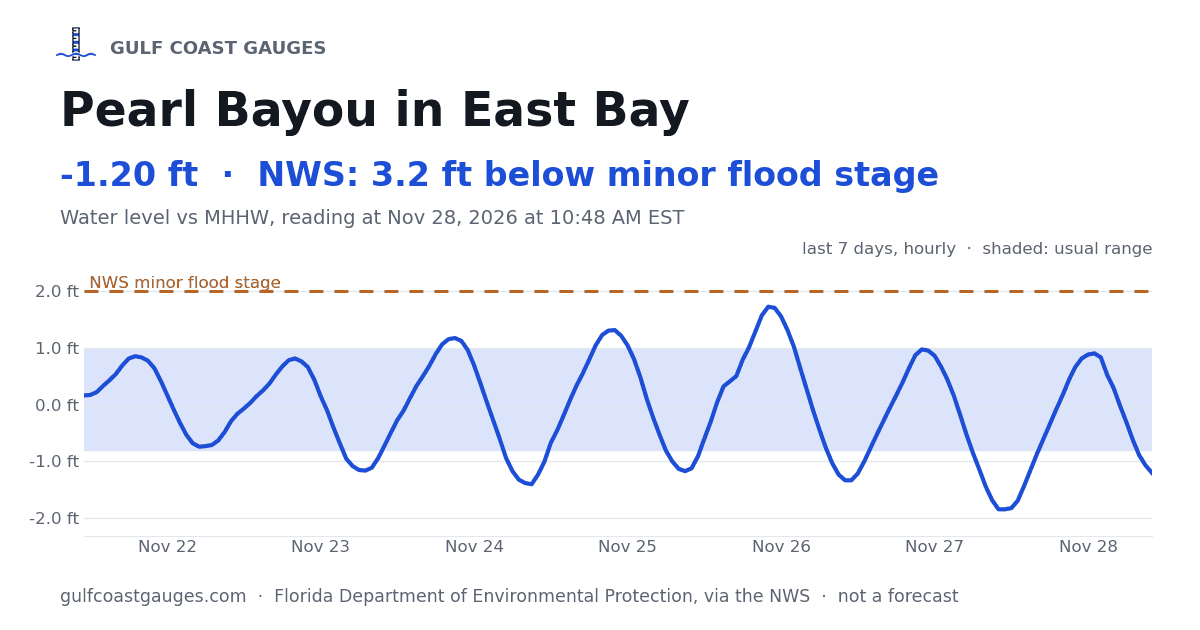 GULF COAST GAUGES
Pearl Bayou in East Bay
-1.20 ft · NWS: 3.2 ft below minor flood stage
Water level vs MHHW, reading at Nov 28, 2026 at 10:48 AM EST
last 7 days, hourly · shaded: usual range
NWS minor flood stage
2.0 ft
1.0 ft
0.0 ft
-1.0 ft
-2.0 ft
Nov 22 Nov 23 Nov 24 Nov 25 Nov 26 Nov 27 Nov 28
gulfcoastgauges.com · Florida Department of Environmental Protection, via the NWS · not a forecast